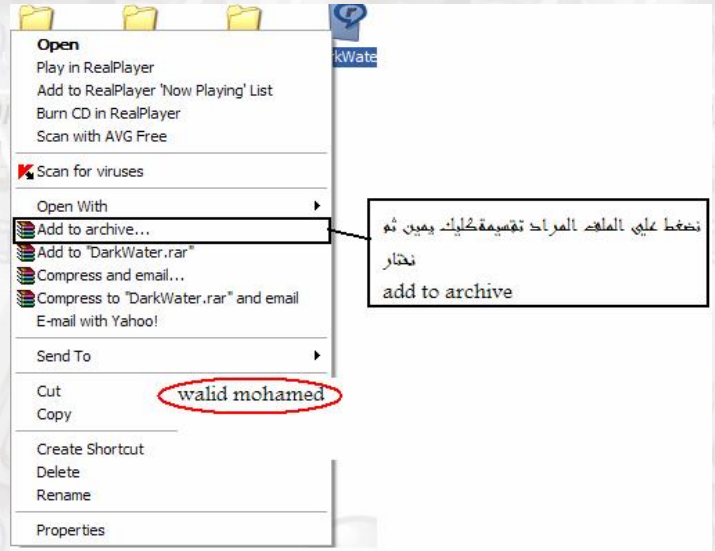 kWate
Open
Play in RealPlayer
Add to RealPlayer 'Now Playing' List
Burn CD in RealPlayer
Scan with AVG Free
Scan for viruses
Open With
Add to archive...
Add to "DarkWater.rar"
Compress and email...
Compress to "DarkWater.rar" and email
E-mail with Yahoo!
Send To
Cut
Copy
Create Shortcut
Delete
Rename
Properties
نضغط علي الملف المراد تقسيمةكليك يمين ثم
نختار
add to archive
walid mohamed